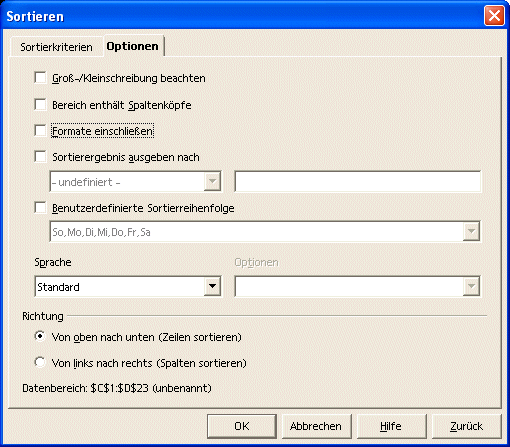 Sortieren
Sortierkriterien Optionen
Groß-/Kleinschreibung beachten
Bereich enthält Spaltenköpfe
Formate einschließen
Sortierergebnis ausgeben nach
- undefiniert -
Benutzerdefinierte Sortierreihenfolge
So,Mo,Di,Mi,Do,Fr,Sa
Sprache Optionen
Standard
Richtung
Von oben nach unten (Zeilen sortieren)
Von links nach rechts (Spalten sortieren)
Datenbereich: $C$1:$D$23 (unbenannt)
OK Abbrechen Hilfe Zurück